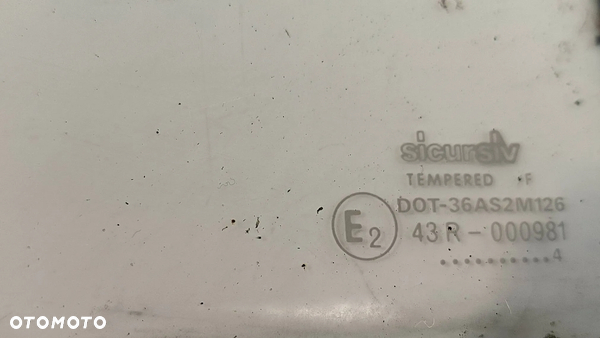 sicursiv
TEMPERED F
DOT-36AS2M126
E2
43R-000981
..........4
OTOMOTO